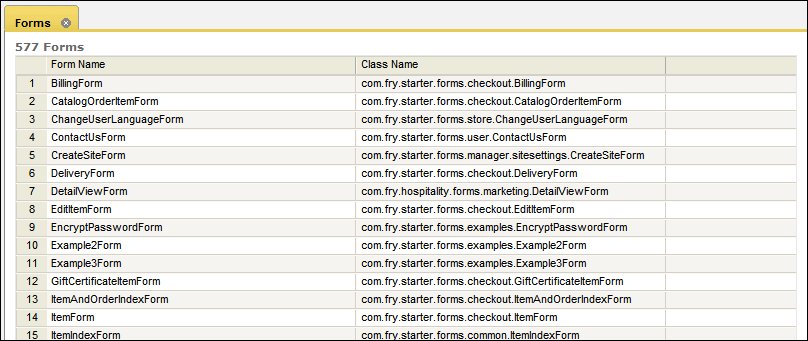 Forms
577 Forms
Form Name Class Name
1 BillingForm com.fry.starter.forms.checkout.BillingForm
2 CatalogOrderItemForm com.fry.starter.forms.checkout.CatalogOrderItemForm
3 ChangeUserLanguageForm com.fry.starter.forms.store.ChangeUserLanguageForm
4 ContactUsForm com.fry.starter.forms.user.ContactUsForm
5 CreateSiteForm com.fry.starter.forms.manager.sitesettings.CreateSiteForm
6 DeliveryForm com.fry.starter.forms.checkout.DeliveryForm
7 DetailViewForm com.fry.hospitality.forms.marketing.DetailViewForm
8 EditItemForm com.fry.starter.forms.checkout.EditItemForm
9 EncryptPasswordForm com.fry.starter.forms.examples.EncryptPasswordForm
10 Example2Form com.fry.starter.forms.examples.Example2Form
11 Example3Form com.fry.starter.forms.examples.Example3Form
12 GiftCertificateItemForm com.fry.starter.forms.checkout.GiftCertificateItemForm
13 ItemAndOrderIndexForm com.fry.starter.forms.checkout.ItemAndOrderIndexForm
14 ItemForm com.fry.starter.forms.checkout.ItemForm
15 ItemIndexForm com.fry.starter.forms.common.ItemIndexForm